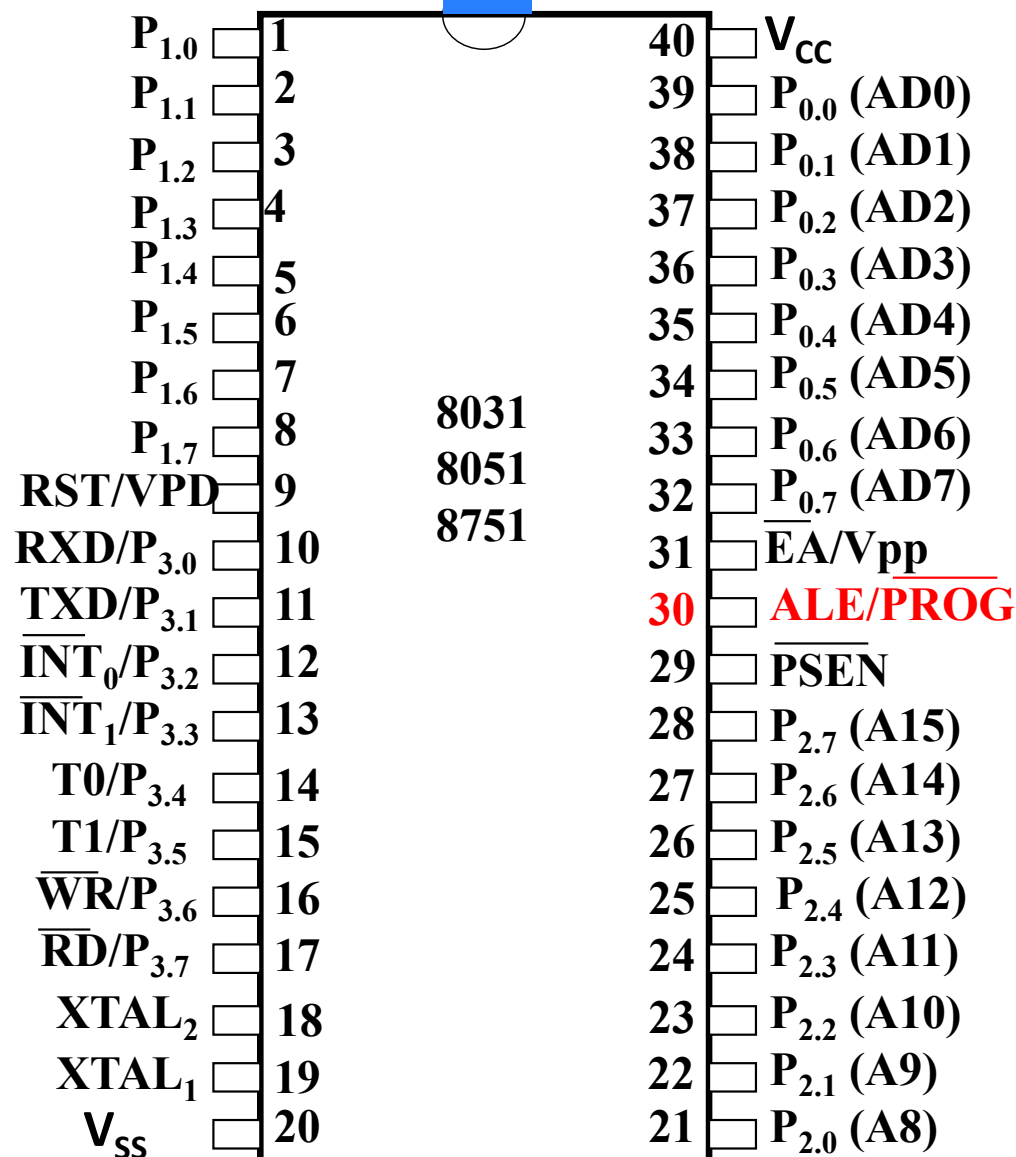 P1.0 1 40 VCC
P1.1 2 39 P0.0 (AD0)
P1.2 3 38 P0.1 (AD1)
P1.3 4 37 P0.2 (AD2)
P1.4 5 36 P0.3 (AD3)
P1.5 6 35 P0.4 (AD4)
P1.6 7 34 P0.5 (AD5)
8031
P1.7 8 33 P0.6 (AD6)
8051
RST/VPD 9 32 P0.7 (AD7)
8751
RXD/P3.0 10 31 E̅A̅/Vpp
TXD/P3.1 11 30 ALE/P̅R̅O̅G̅
I̅N̅T̅0/P3.2 12 29 P̅S̅E̅N̅
I̅N̅T̅1/P3.3 13 28 P2.7 (A15)
T0/P3.4 14 27 P2.6 (A14)
T1/P3.5 15 26 P2.5 (A13)
W̅R̅/P3.6 16 25 P2.4 (A12)
R̅D̅/P3.7 17 24 P2.3 (A11)
XTAL2 18 23 P2.2 (A10)
XTAL1 19 22 P2.1 (A9)
VSS 20 21 P2.0 (A8)